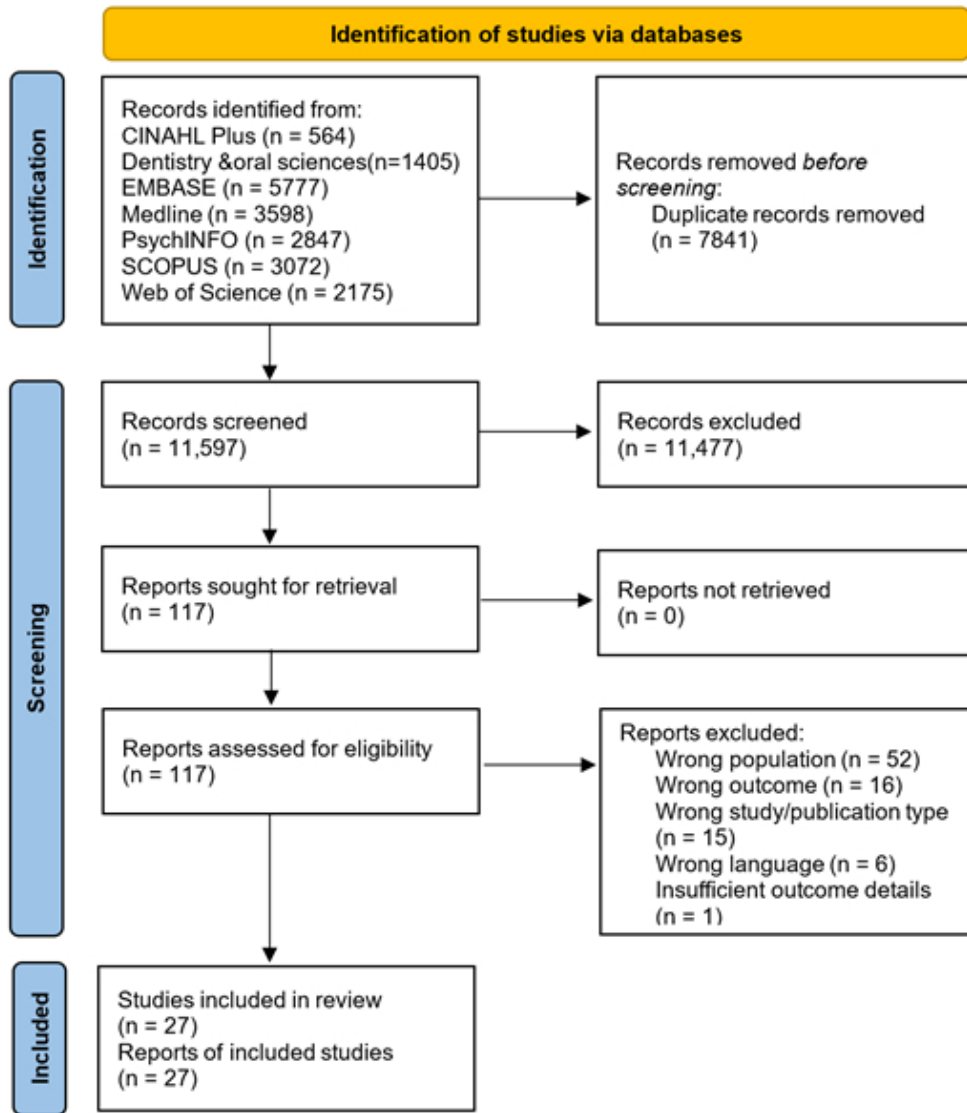 Identification of studies via databases
Identification
Records identified from:
CINAHL Plus (n = 564)
Dentistry &oral sciences(n=1405)
EMBASE (n = 5777)
Medline (n = 3598)
PsychINFO (n = 2847)
SCOPUS (n = 3072)
Web of Science (n = 2175)
Records removed before
screening:
Duplicate records removed
(n = 7841)
Screening
Records screened
(n = 11,597)
Records excluded
(n = 11,477)
Reports sought for retrieval
(n = 117)
Reports not retrieved
(n = 0)
Reports assessed for eligibility
(n = 117)
Reports excluded:
Wrong population (n = 52)
Wrong outcome (n = 16)
Wrong study/publication type
(n = 15)
Wrong language (n = 6)
Insufficient outcome details
(n = 1)
Included
Studies included in review
(n = 27)
Reports of included studies
(n = 27)